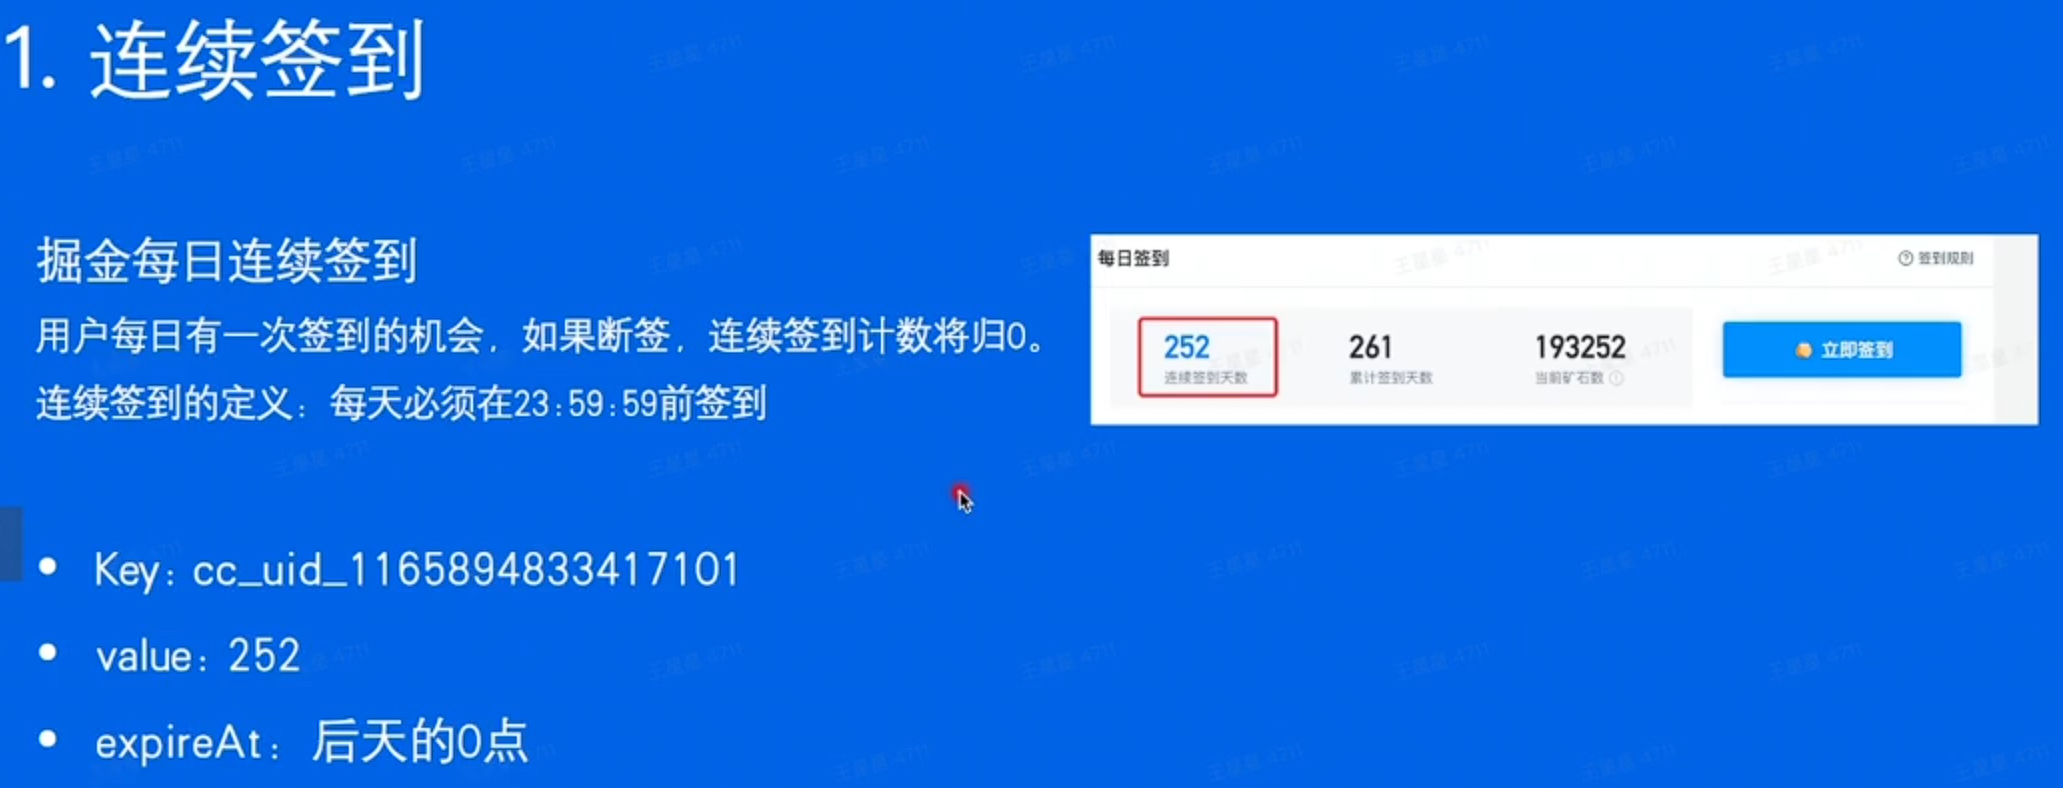 1. 连续签到
掘金每日连续签到
用户每日有一次签到的机会，如果断签，连续签到计数将归0。
连续签到的定义：每天必须在23:59:59前签到
每日签到
签到规则
252
连续签到天数
261
累计签到天数
193252
当前矿石数
立即签到
Key：cc_uid_1165894833417101
value：252
expireAt：后天的0点